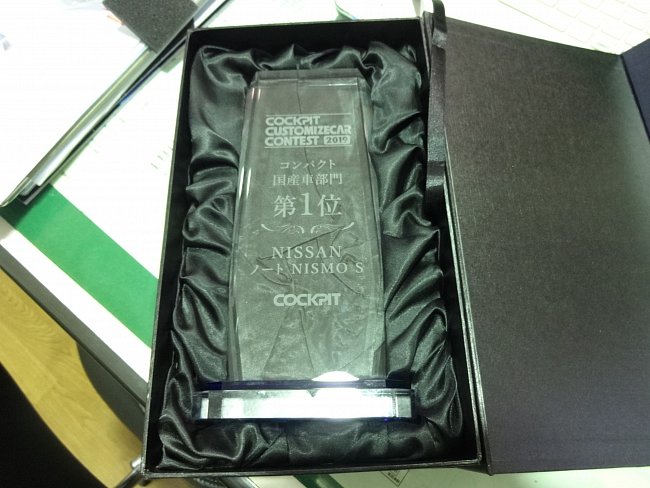 COCKPIT
CUSTOMIZECAR
CONTEST 2019
コンパクト
国産車部門
第1位
NISSAN
ノート NISMO S
COCKPIT